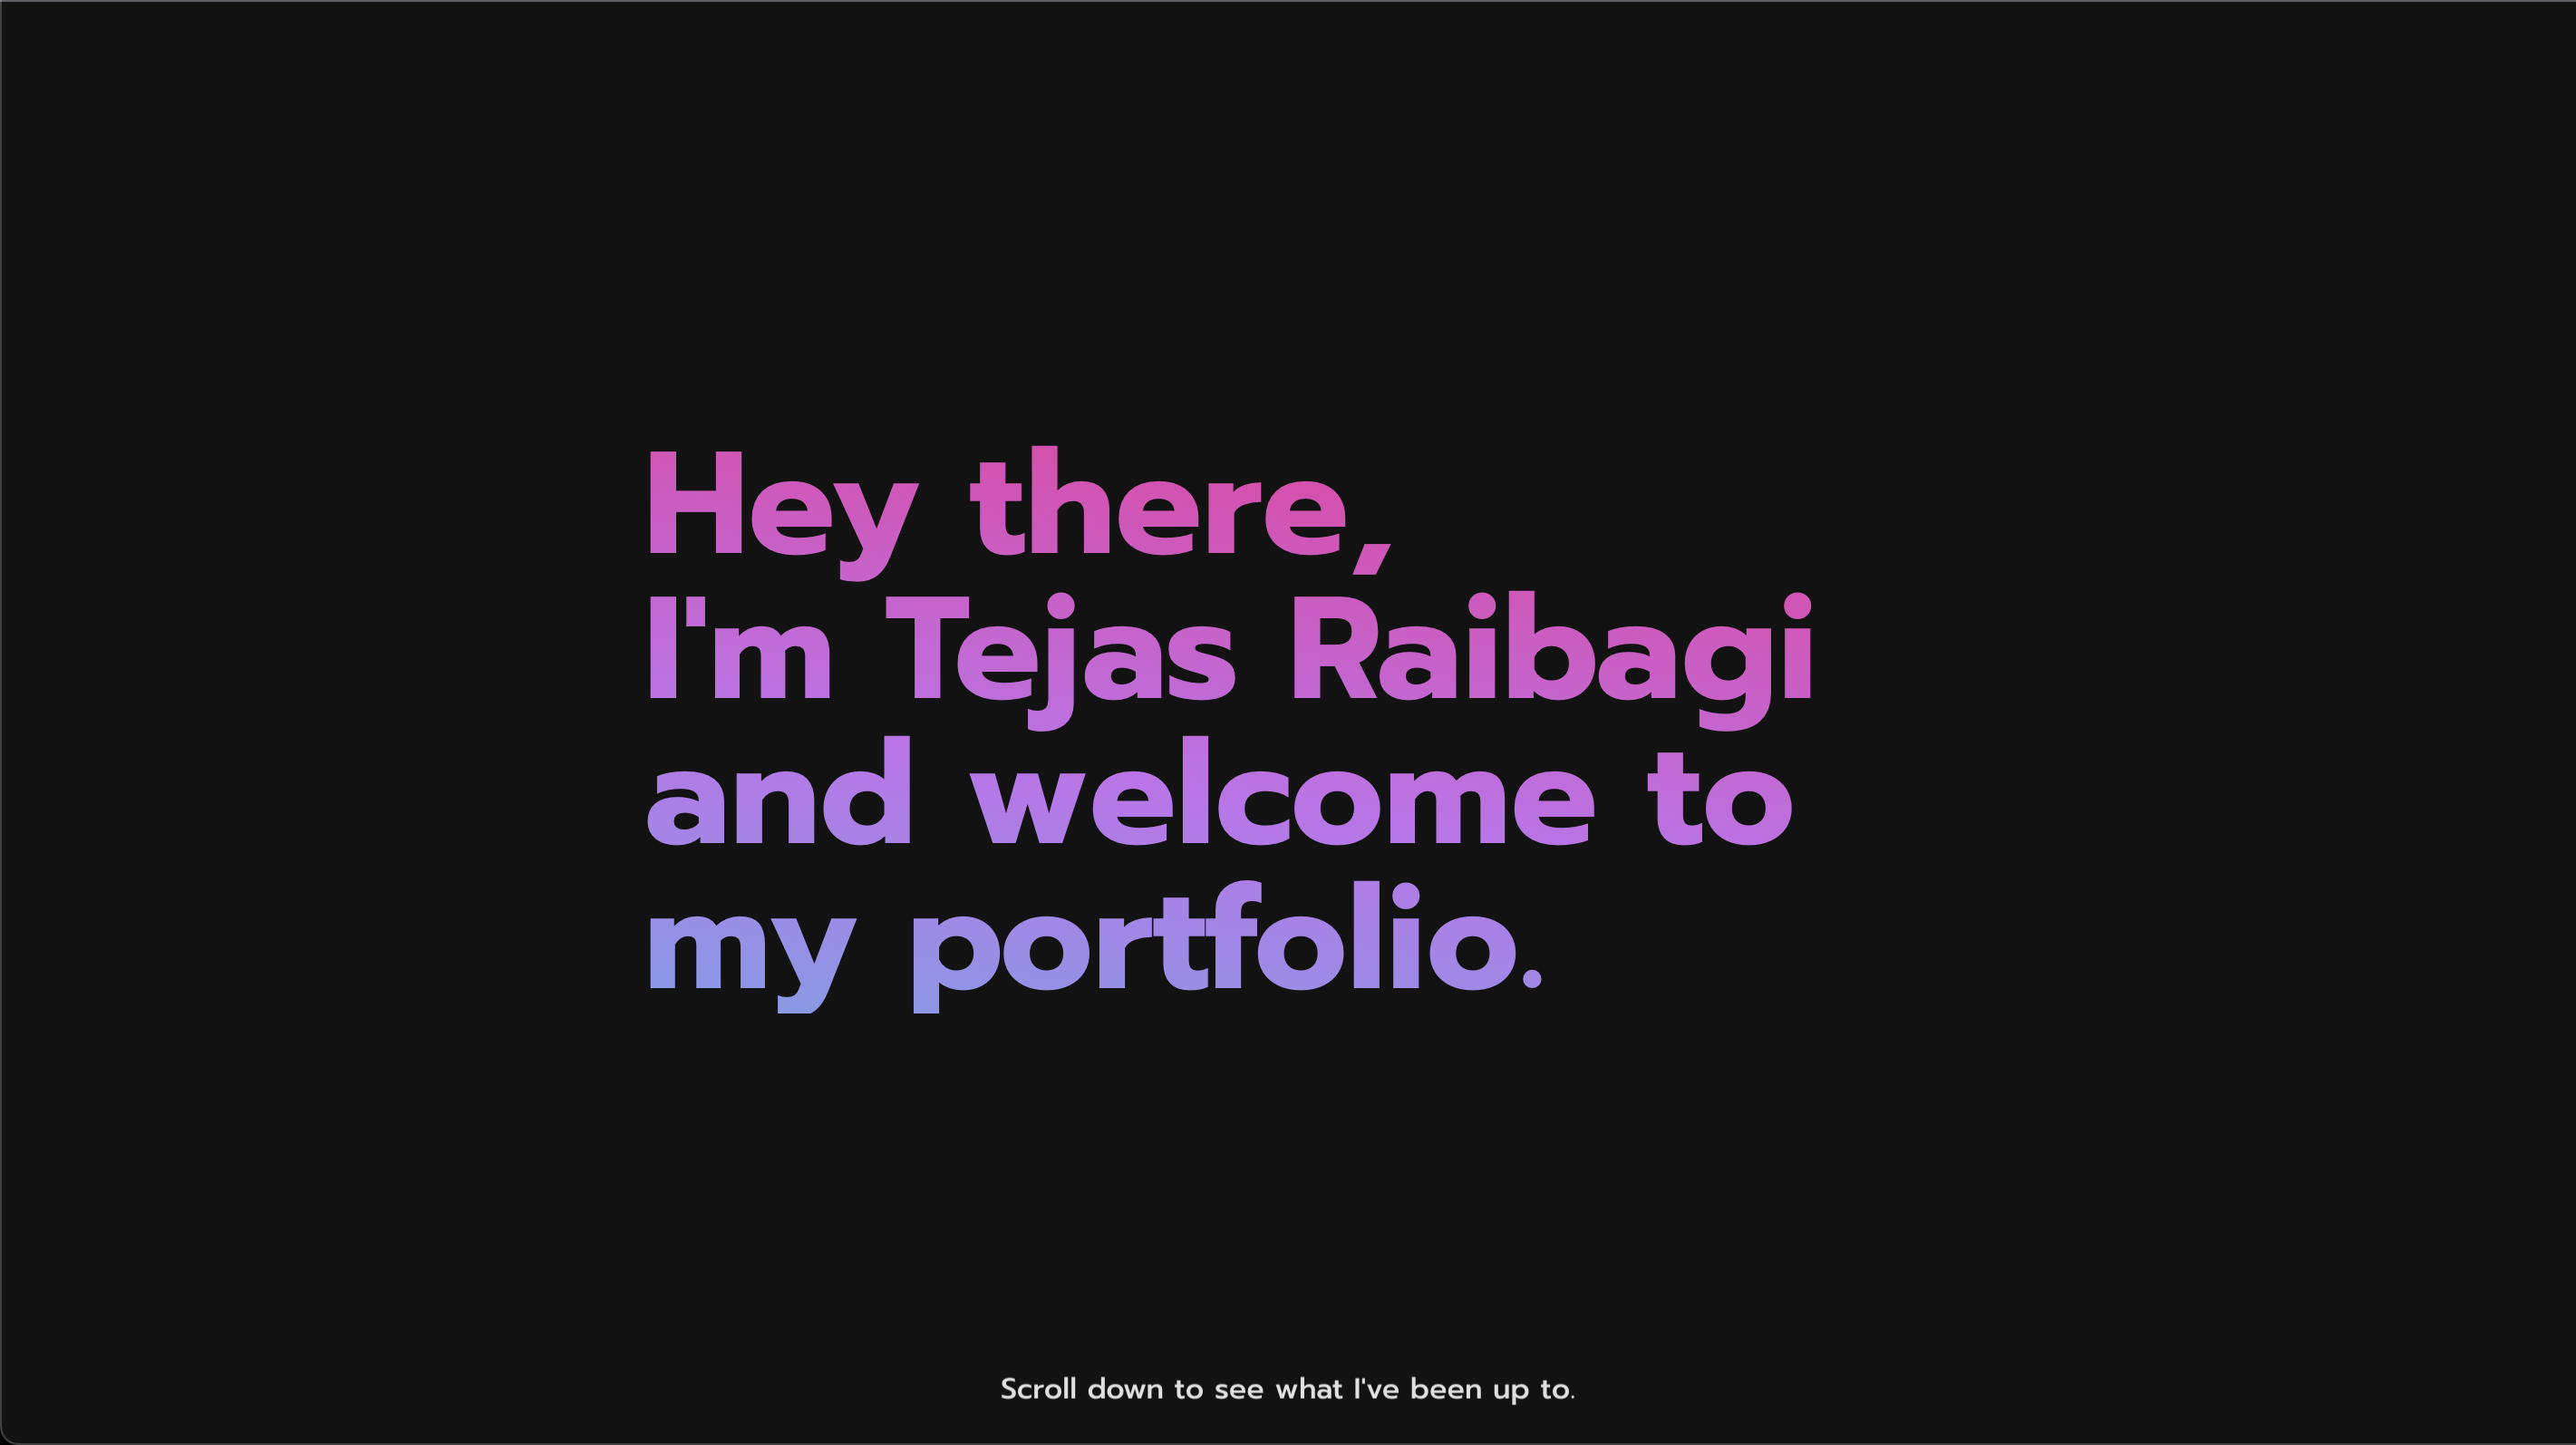 Hey there,
I'm Tejas Raibagi
and welcome to
my portfolio.
Scroll down to see what I've been up to.